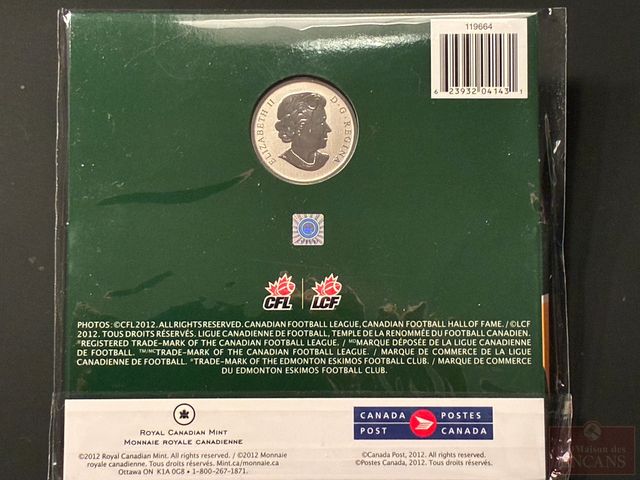 119664
6 23932 04143 1
ELIZABETH II D·G·REGINA
CFL LCF
PHOTOS: ©CFL 2012. ALL RIGHTS RESERVED. CANADIAN FOOTBALL LEAGUE, CANADIAN FOOTBALL HALL OF FAME. / ©LCF
2012. TOUS DROITS RÉSERVÉS. LIGUE CANADIENNE DE FOOTBALL, TEMPLE DE LA RENOMMÉE DU FOOTBALL CANADIEN.
®REGISTERED TRADE-MARK OF THE CANADIAN FOOTBALL LEAGUE. / MDMARQUE DÉPOSÉE DE LA LIGUE CANADIENNE
DE FOOTBALL. TM/MCTRADE-MARK OF THE CANADIAN FOOTBALL LEAGUE. / MARQUE DE COMMERCE DE LA LIGUE
CANADIENNE DE FOOTBALL. ®TRADE-MARK OF THE EDMONTON ESKIMOS FOOTBALL CLUB. / MARQUE DE COMMERCE
DU EDMONTON ESKIMOS FOOTBALL CLUB.
ROYAL CANADIAN MINT
MONNAIE ROYALE CANADIENNE
©2012 Royal Canadian Mint. All rights reserved. / ©2012 Monnaie
royale canadienne. Tous droits réservés. Mint.ca/monnaie.ca
Ottawa ON K1A 0G8 • 1-800-267-1871.
CANADA POSTES
POST CANADA
©Canada Post, 2012. All rights reserved.
©Postes Canada, 2012. Tous droits réservés.
Maison des
ENCANS